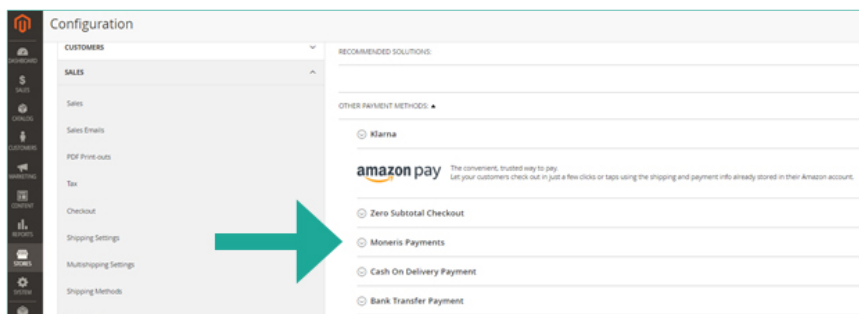 Configuration
DASHBOARD
SALES
CATALOG
CUSTOMERS
MARKETING
CONTENT
REPORTS
STORES
SYSTEM
CUSTOMERS
SALES
Sales
Sales Emails
PDF Print-outs
Tax
Checkout
Shipping Settings
Multishipping Settings
Shipping Methods
RECOMMENDED SOLUTIONS:
OTHER PAYMENT METHODS:
Klarna
amazon pay
The convenient, trusted way to pay.
Let your customers check out in just a few clicks or taps using the shipping and payment info already stored in their Amazon account.
Zero Subtotal Checkout
Moneris Payments
Cash On Delivery Payment
Bank Transfer Payment